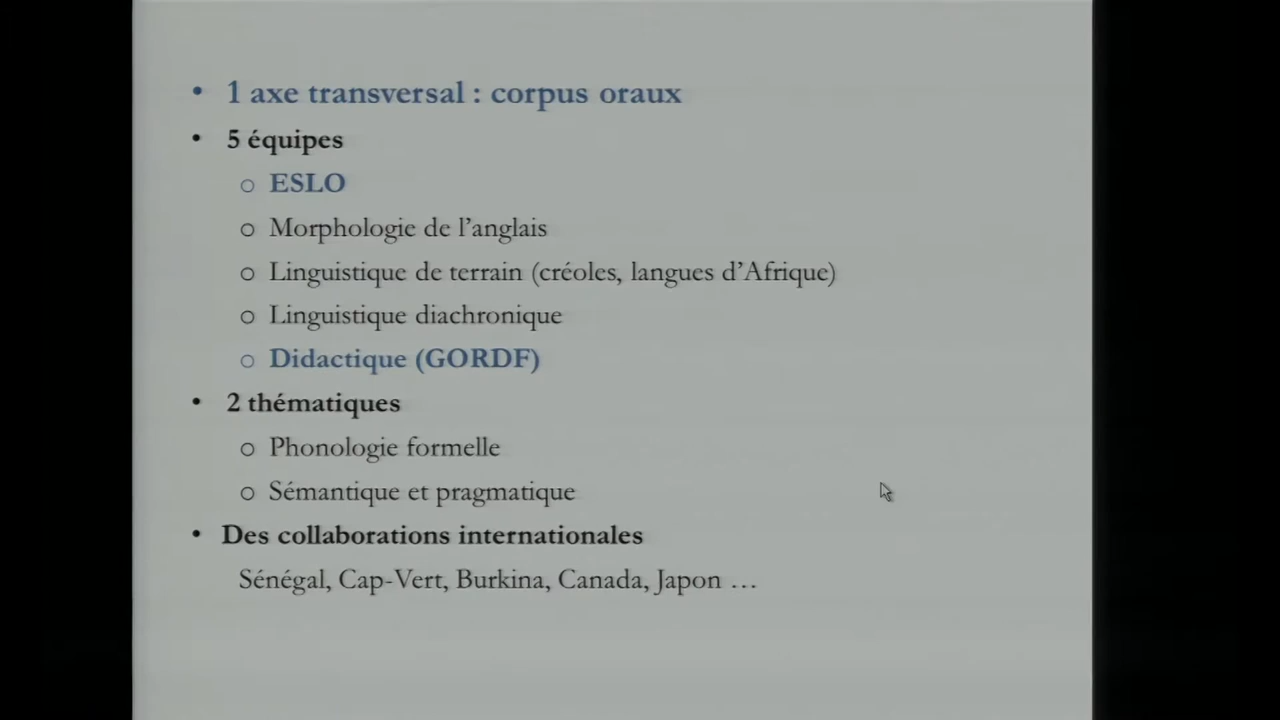 • 1 axe transversal : corpus oraux
• 5 équipes
o ESLO
o Morphologie de l’anglais
o Linguistique de terrain (créoles, langues d’Afrique)
o Linguistique diachronique
o Didactique (GORDF)
• 2 thématiques
o Phonologie formelle
o Sémantique et pragmatique
• Des collaborations internationales
Sénégal, Cap-Vert, Burkina, Canada, Japon …